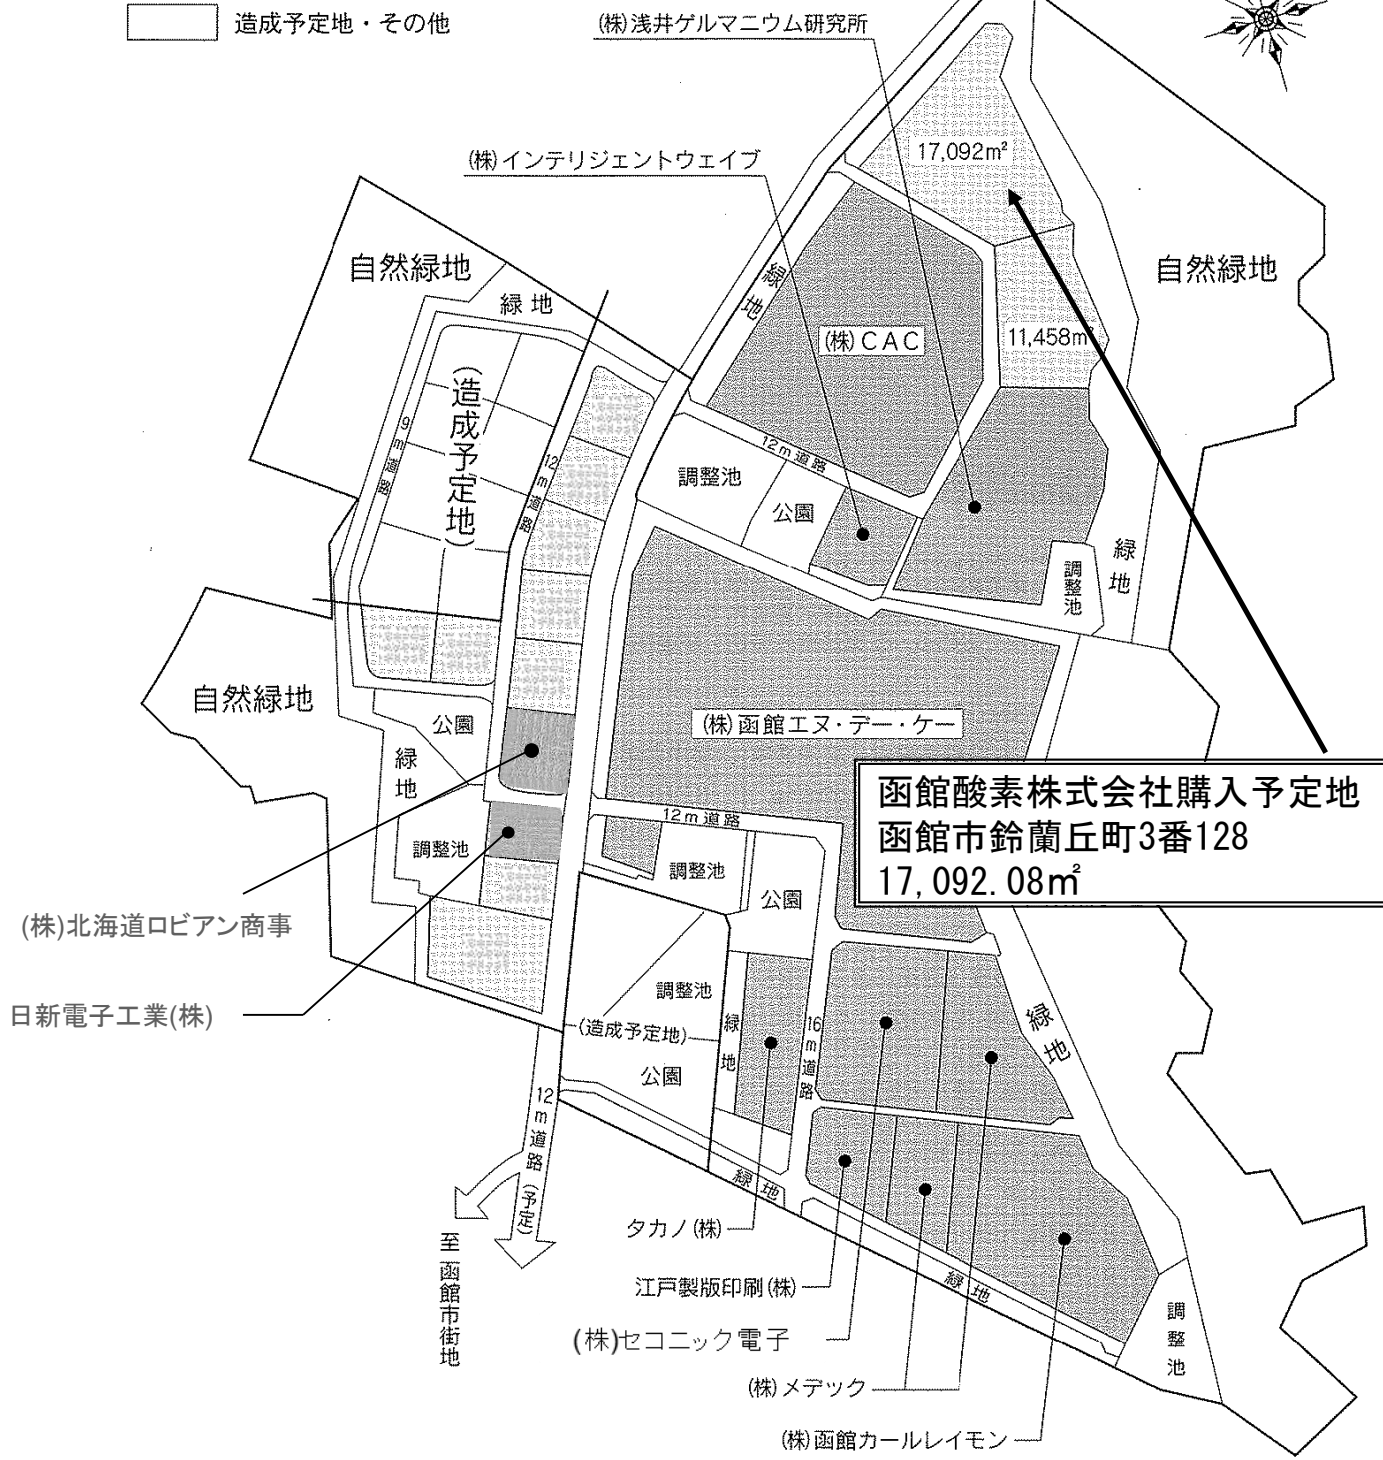 造成予定地・その他
(株)浅井ゲルマニウム研究所
17,092m²
(株)インテリジェントウェイブ
自然緑地
緑地
緑地
自然緑地
(株)CAC
11,458m²
(造成予定地)
9m道路
12m道路
12m道路
調整池
公園
緑地
調整池
自然緑地
公園
(株)函館エヌ・デー・ケー
緑地
函館酸素株式会社購入予定地
函館市鈴蘭丘町3番128
17,092.08㎡
12m道路
調整池
調整池
公園
(株)北海道ロビアン商事
調整池
日新電子工業(株)
(造成予定地)
緑地
16m道路
緑地
公園
12m道路(予定)
緑地
タカノ(株)
至函館市街地
江戸製版印刷(株)
緑地
調整池
(株)セコニック電子
(株)メデック
(株)函館カールレイモン